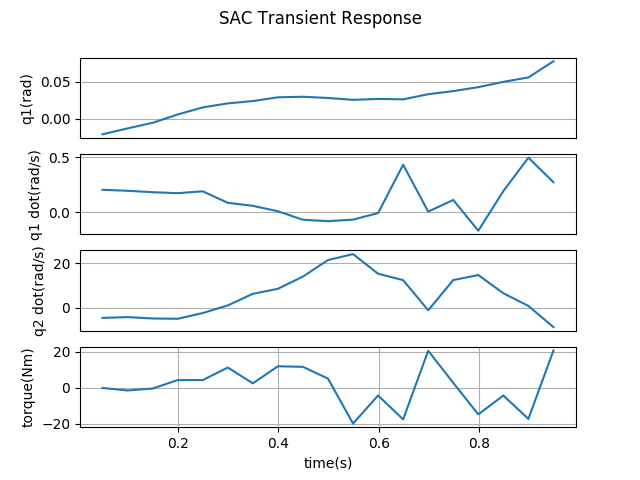 SAC Transient Response
q1(rad)
0.05
0.00
q1 dot(rad/s)
0.5
0.0
q2 dot(rad/s)
20
0
torque(Nm)
20
0
−20
0.2 0.4 0.6 0.8
time(s)